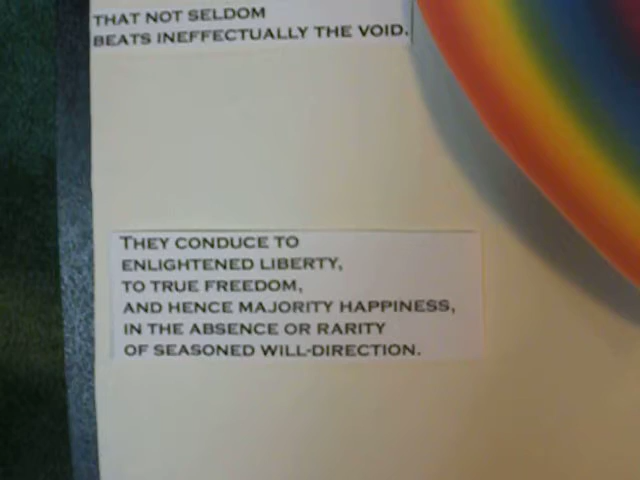 THAT NOT SELDOM
BEATS INEFFECTUALLY THE VOID.
THEY CONDUCE TO
ENLIGHTENED LIBERTY,
TO TRUE FREEDOM,
AND HENCE MAJORITY HAPPINESS,
IN THE ABSENCE OR RARITY
OF SEASONED WILL-DIRECTION.